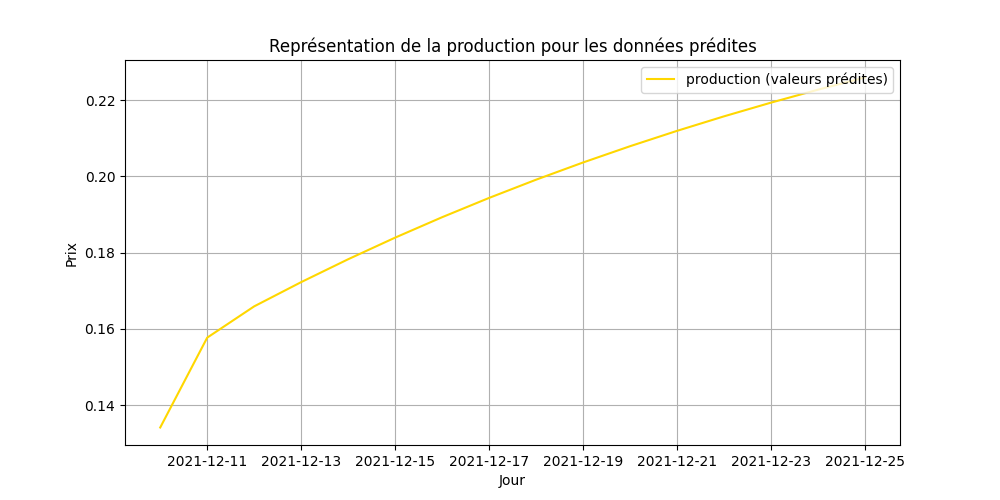 Représentation de la production pour les données prédites
production (valeurs prédites)
0.22
0.20
0.18
0.16
0.14
Prix
2021-12-11 2021-12-13 2021-12-15 2021-12-17 2021-12-19 2021-12-21 2021-12-23 2021-12-25
Jour